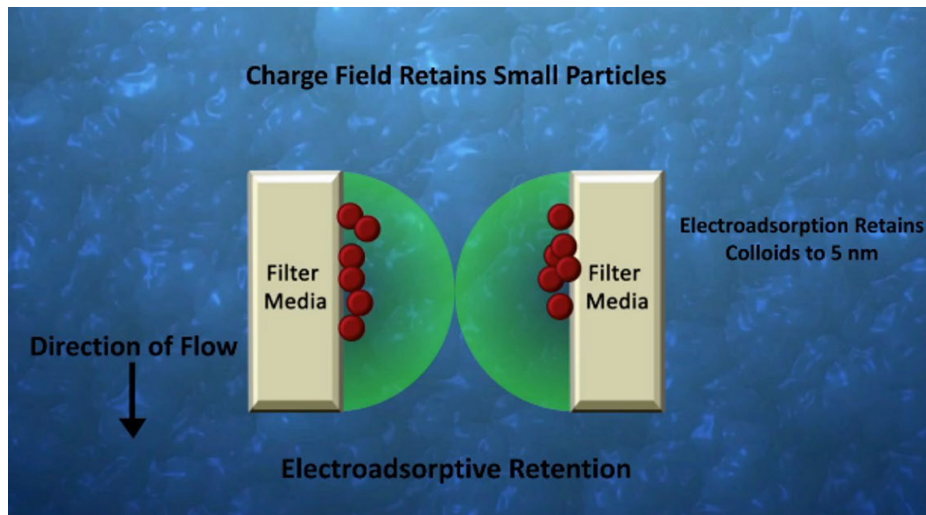 Charge Field Retains Small Particles
Electroadsorption Retains
Colloids to 5 nm
Filter
Media
Filter
Media
Direction of Flow
Electroadsorptive Retention